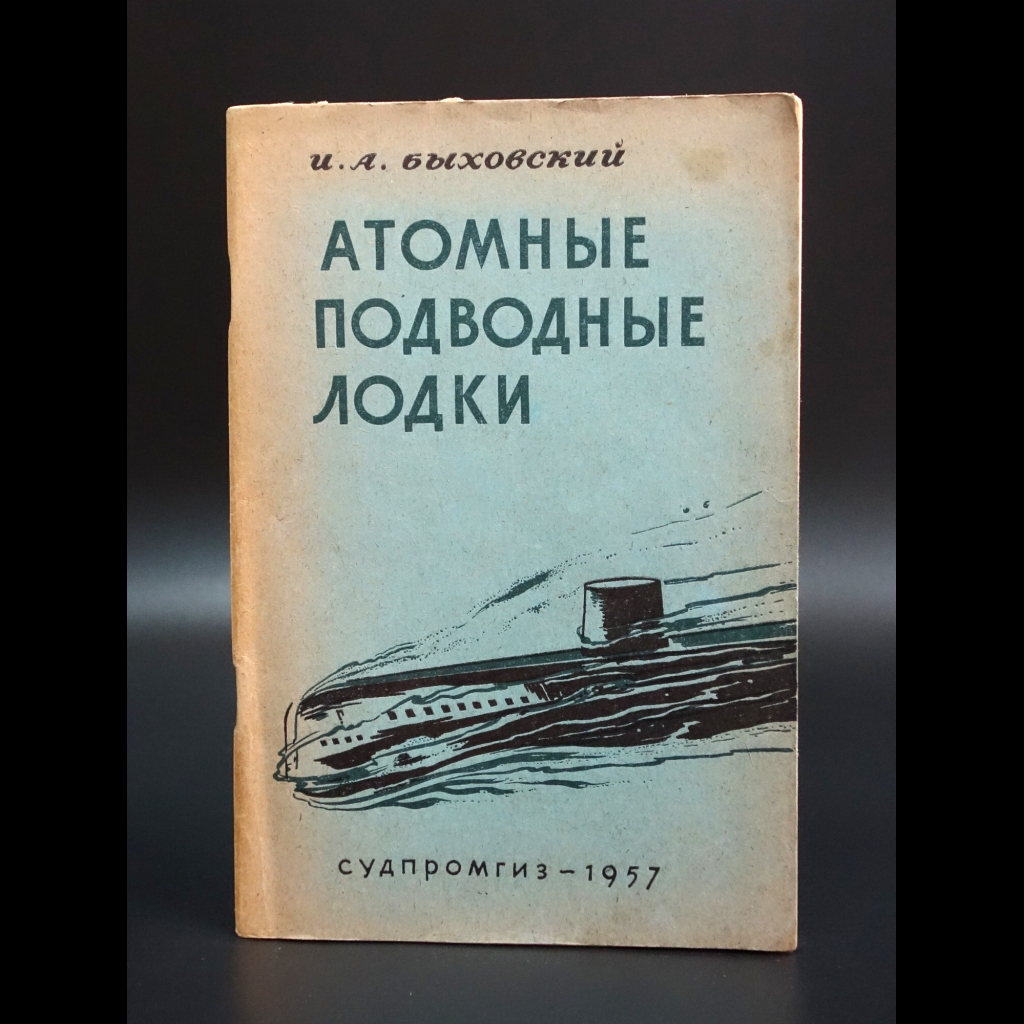 И. А. БЫХОВСКИЙ
АТОМНЫЕ
ПОДВОДНЫЕ
ЛОДКИ
СУДПРОМГИЗ – 1957